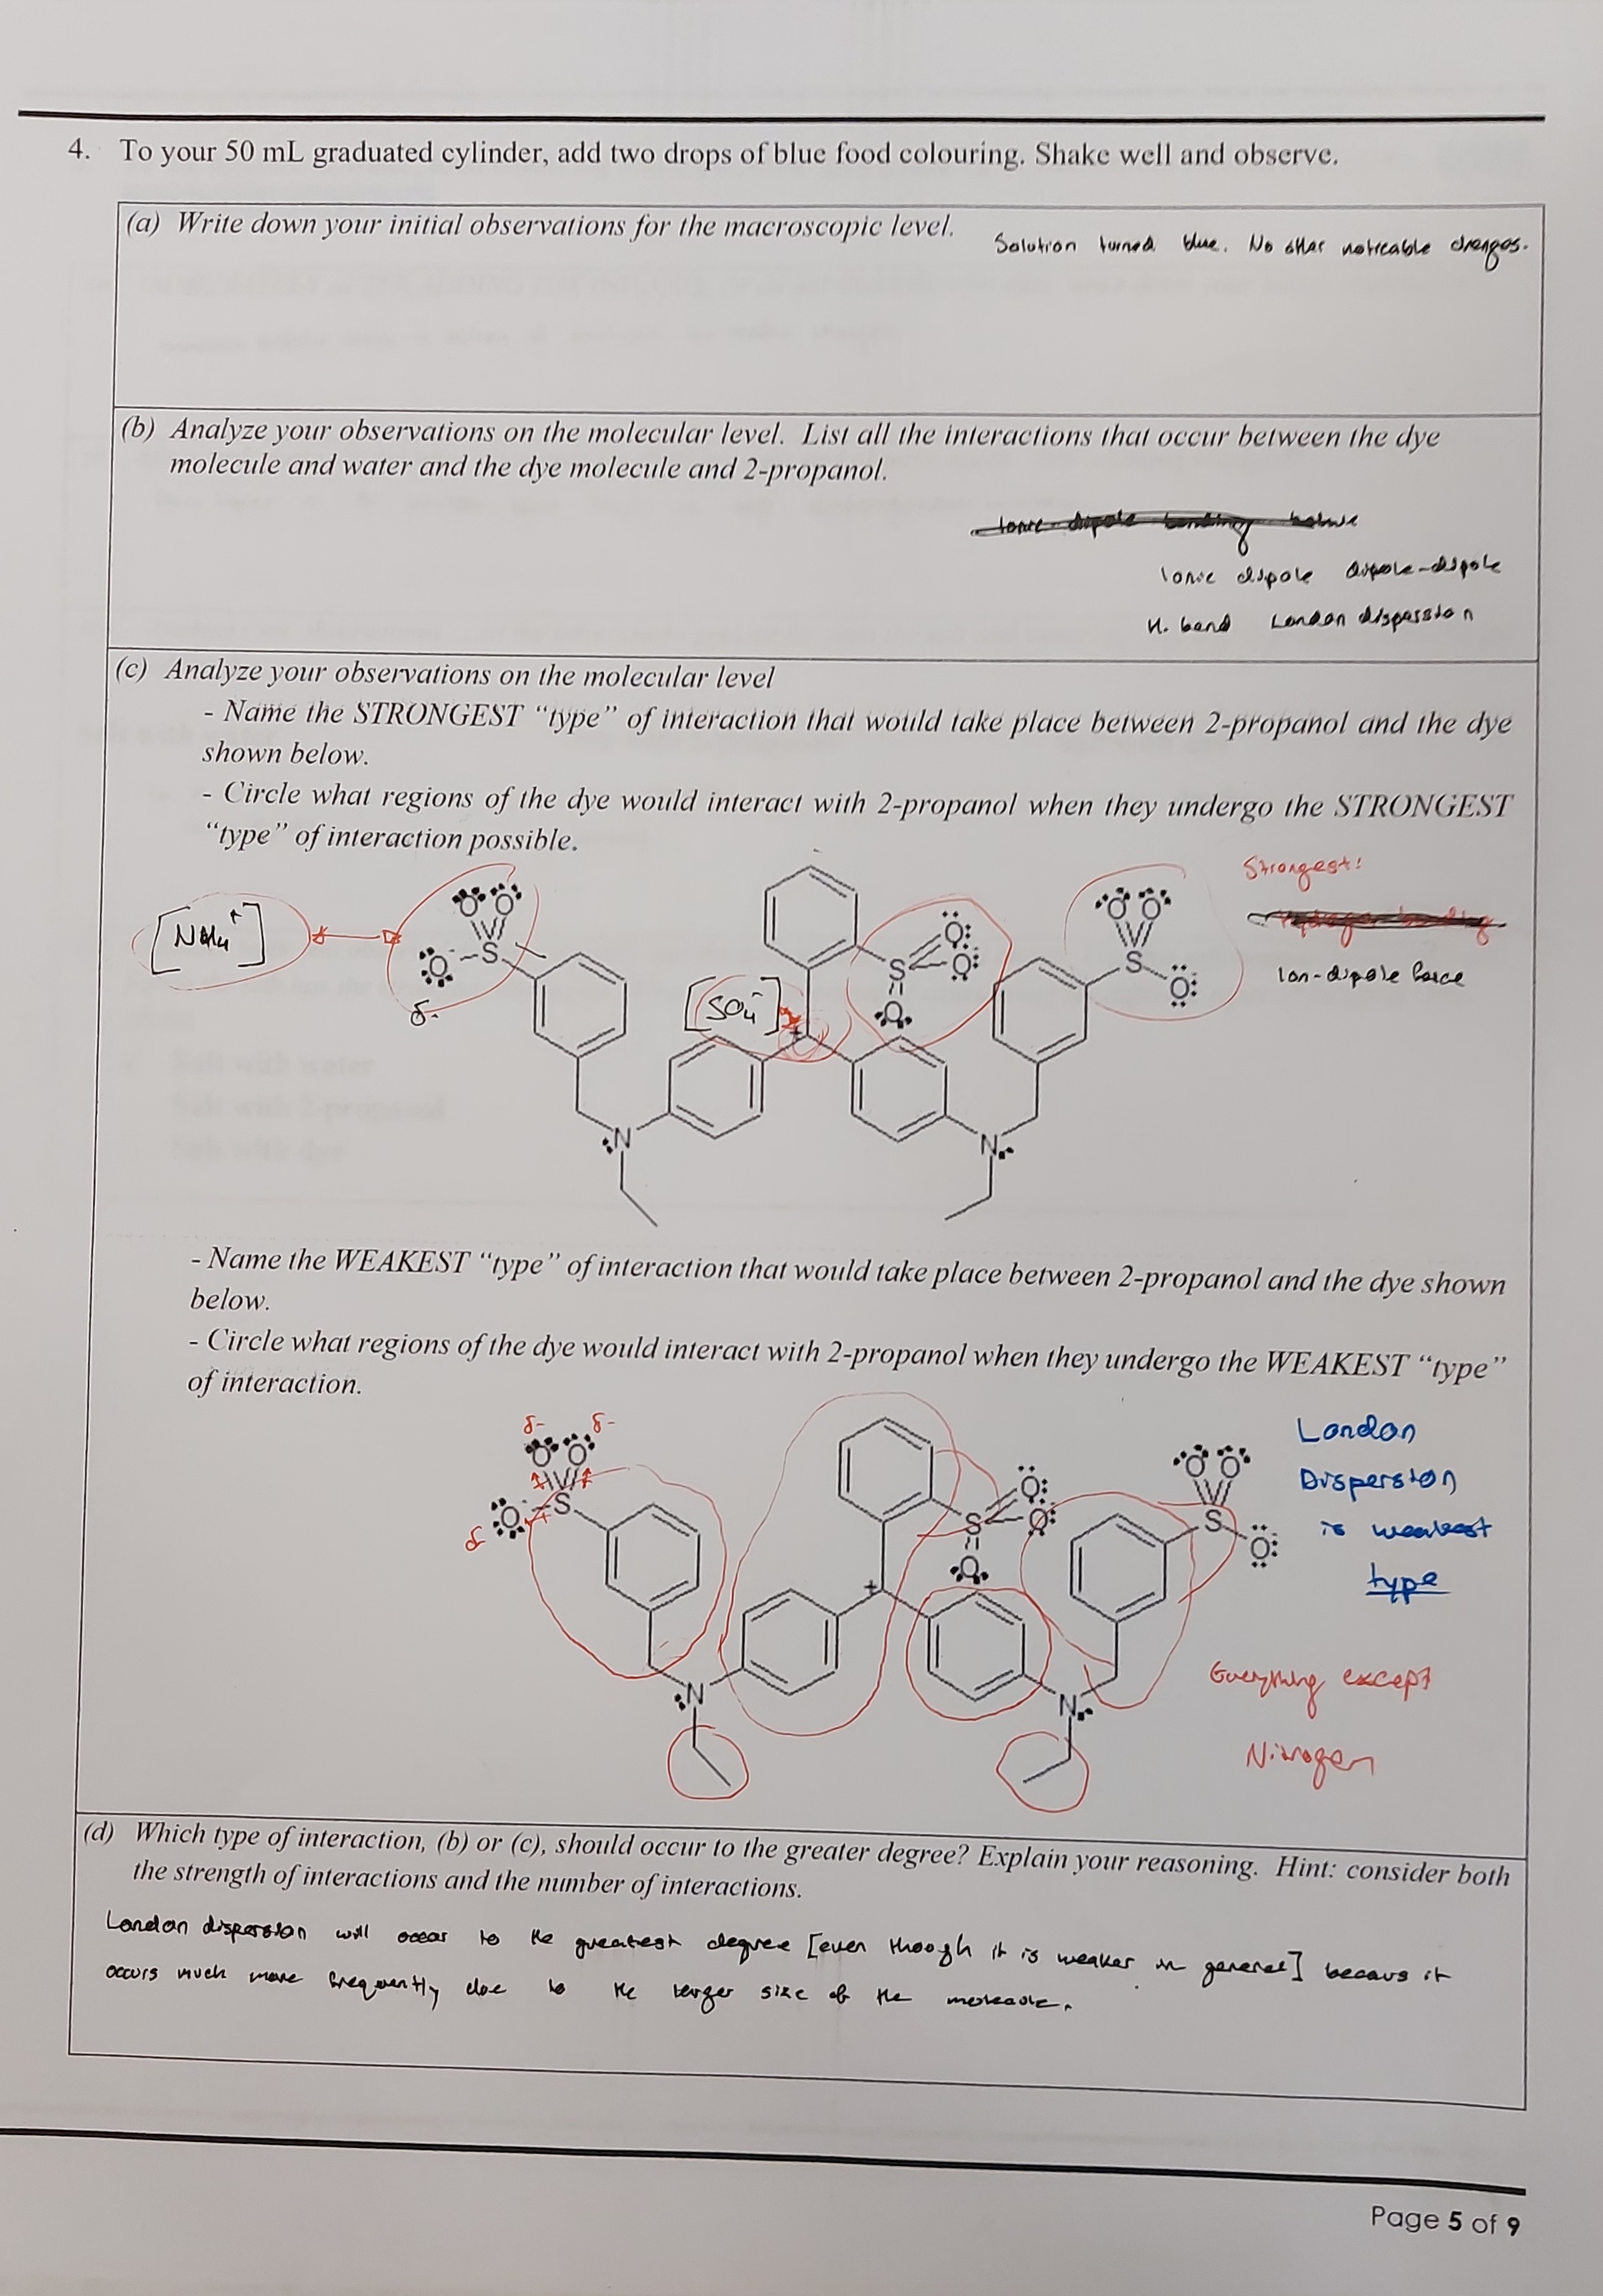 4. To your 50 mL graduated cylinder, add two drops of blue food colouring. Shake well and observe.
(a) Write down your initial observations for the macroscopic level.
Solution turned blue. No other noticeable changes.
(b) Analyze your observations on the molecular level. List all the interactions that occur between the dye
molecule and water and the dye molecule and 2-propanol.
Ionic dipole bonding
Ionic dipole dipole-dipole
H. bond London dispersion
(c) Analyze your observations on the molecular level
- Name the STRONGEST "type" of interaction that would take place between 2-propanol and the dye
shown below.
- Circle what regions of the dye would interact with 2-propanol when they undergo the STRONGEST
"type" of interaction possible.
Strongest:
Hydrogen bonding
Ion-dipole force
[NH4+]
O O
O S
δ-
[SO4-]
+
S O O O
O O
S O
N N
- Name the WEAKEST "type" of interaction that would take place between 2-propanol and the dye shown
below.
- Circle what regions of the dye would interact with 2-propanol when they undergo the WEAKEST "type"
of interaction.
δ- δ-
O O
O S
δ-
+
S O O O
O O
S O
N N
London
Dispersion
is weakest
type
Everything except
Nitrogen
(d) Which type of interaction, (b) or (c), should occur to the greater degree? Explain your reasoning. Hint: consider both
the strength of interactions and the number of interactions.
London dispersion will occur to the greatest degree [even though it is weaker in general] becaus it
occurs much more frequently due to the larger size of the molecule.
Page 5 of 9